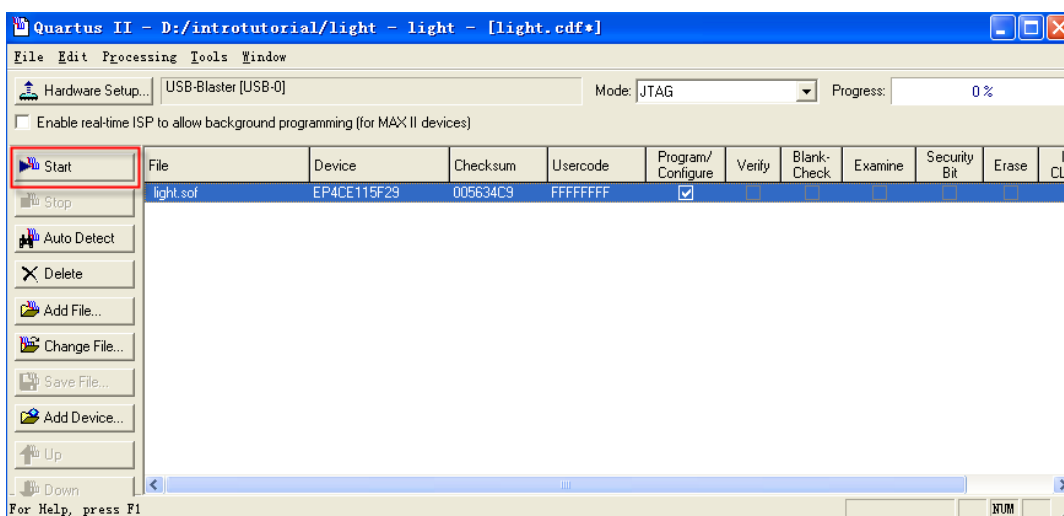 Quartus II - D:/introtutorial/light - light - [light.cdf*]
File Edit Processing Tools Window
Hardware Setup... USB-Blaster [USB-0] Mode: JTAG Progress: 0 %
Enable real-time ISP to allow background programming (for MAX II devices)
Start
Stop
Auto Detect
Delete
Add File...
Change File...
Save File...
Add Device...
Up
Down
File Device Checksum Usercode Program/ Configure Verify Blank- Check Examine Security Bit Erase
light.sof EP4CE115F29 005634C9 FFFFFFFF
For Help, press F1 NUM